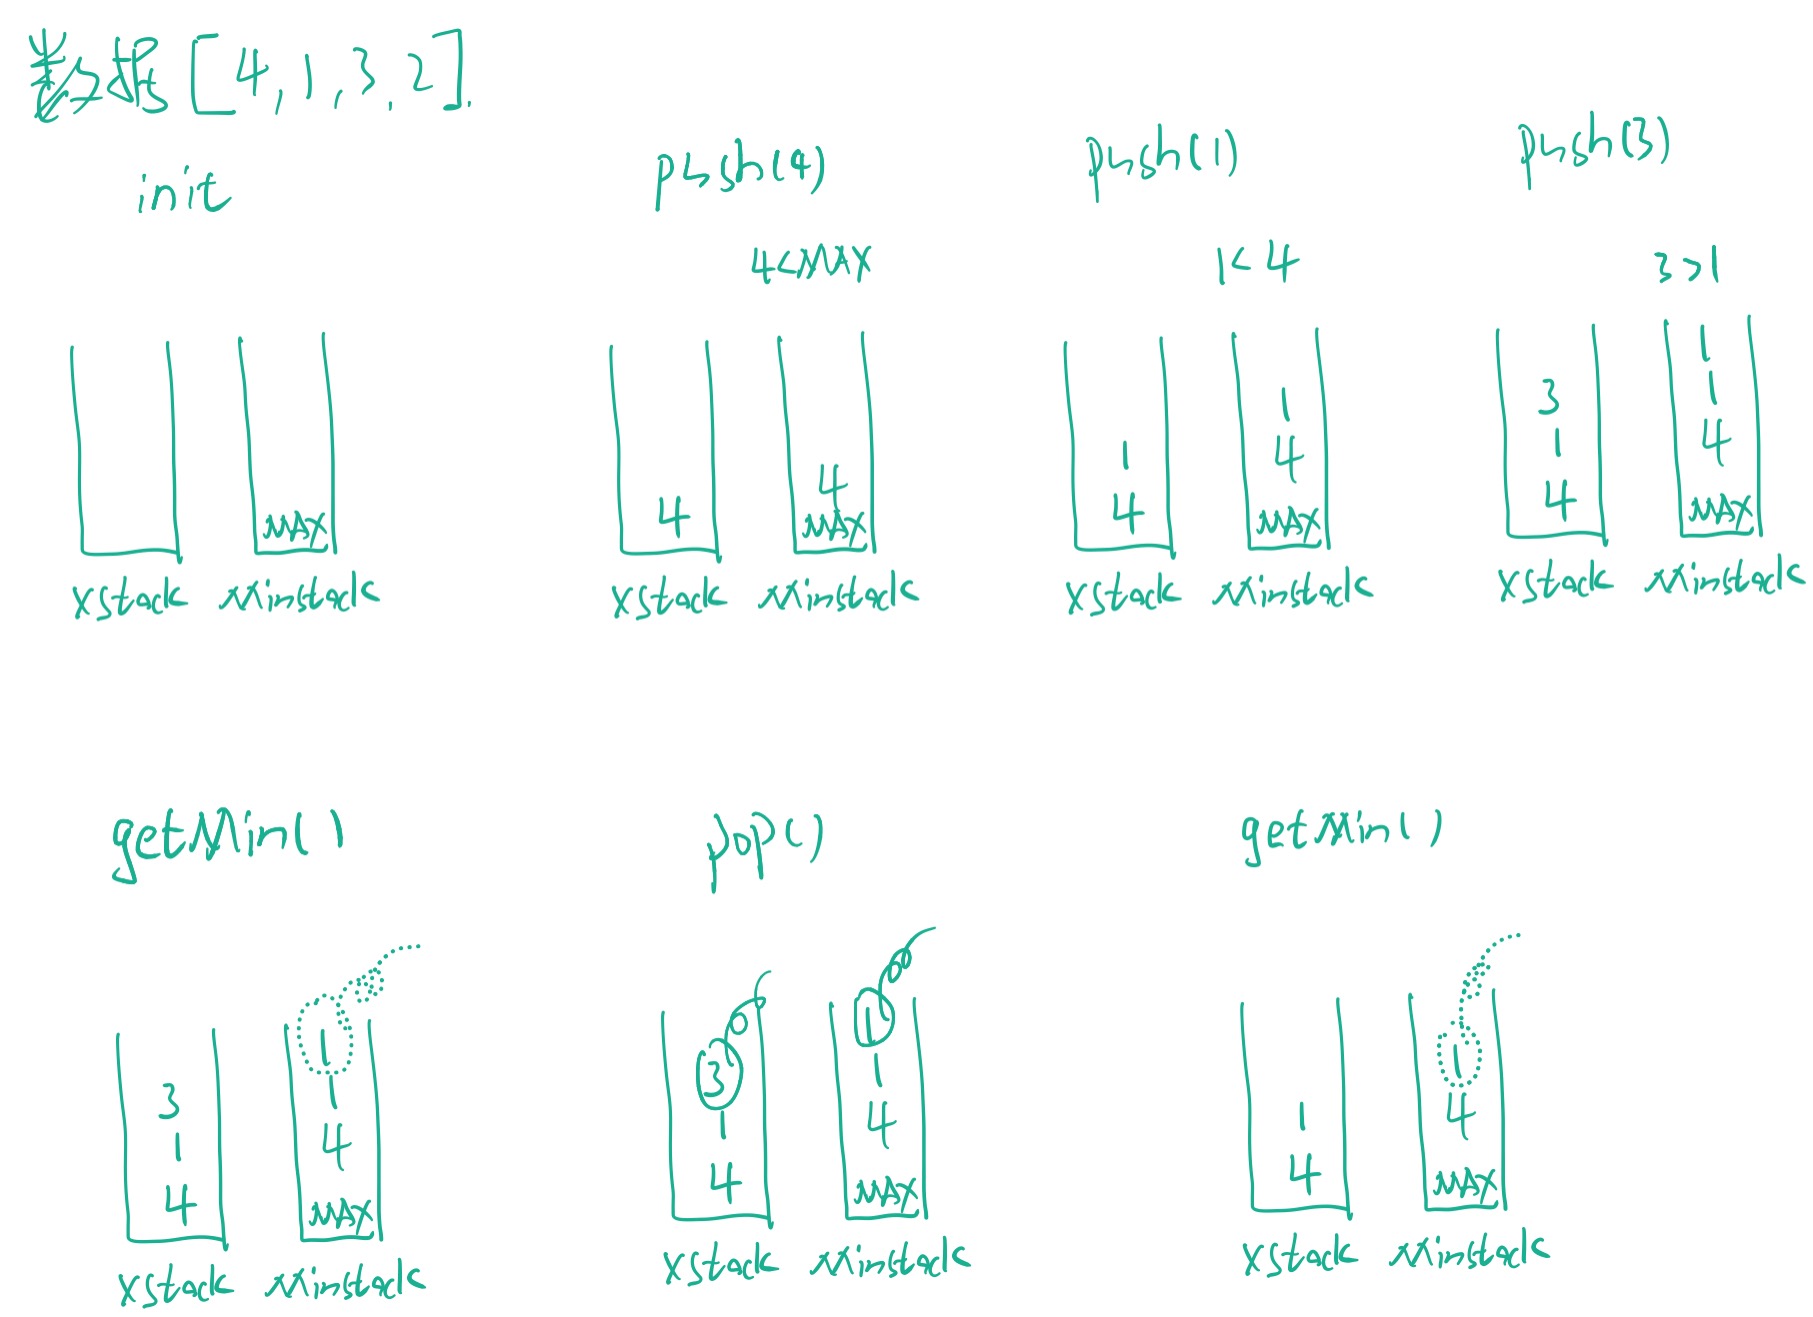 数据[4,1,3,2].
init
push(4)
push(1)
push(3)
4<MAX
1<4
3>1
MAX
xstack Minstack
4
4
MAX
xstack Minstack
1
4
1
4
MAX
xstack Minstack
3
1
4
1
1
4
MAX
xstack Minstack
getMin()
pop()
getMin()
3
1
4
1
1
4
MAX
xstack Minstack
3
1
4
1
1
4
MAX
xstack Minstack
1
4
1
4
MAX
xstack Minstack